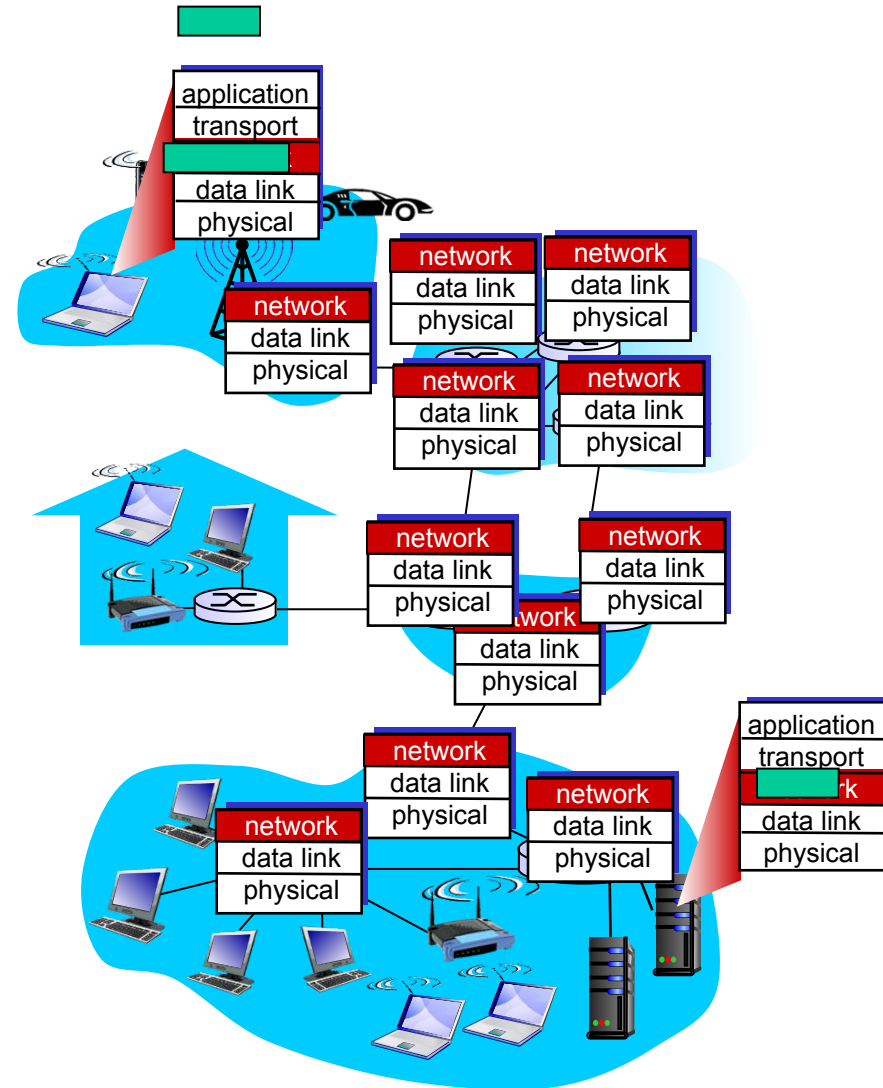 application
transport
data link
physical
network
data link
physical
network
data link
physical
network
data link
physical
network
data link
physical
network
data link
physical
network
data link
physical
network
data link
physical
data link
physical
application
transport
data link
physical
network
data link
physical
network
data link
physical
network
data link
physical